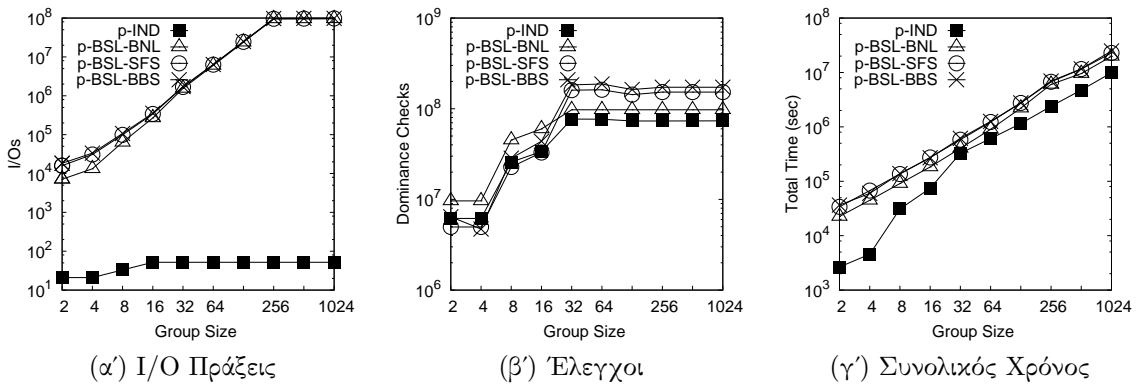 10^8
10^7
10^6
10^5
10^4
10^3
10^2
10^1
I/Os
p-IND
p-BSL-BNL
p-BSL-SFS
p-BSL-BBS
2 4 8 16 32 64 256 1024
Group Size
(α΄) I/O Πράξεις
10^9
10^8
10^7
10^6
Dominance Checks
p-IND
p-BSL-BNL
p-BSL-SFS
p-BSL-BBS
2 4 8 16 32 64 256 1024
Group Size
(β΄) Έλεγχοι
10^8
10^7
10^6
10^5
10^4
10^3
Total Time (sec)
p-IND
p-BSL-BNL
p-BSL-SFS
p-BSL-BBS
2 4 8 16 32 64 256 1024
Group Size
(γ΄) Συνολικός Χρόνος